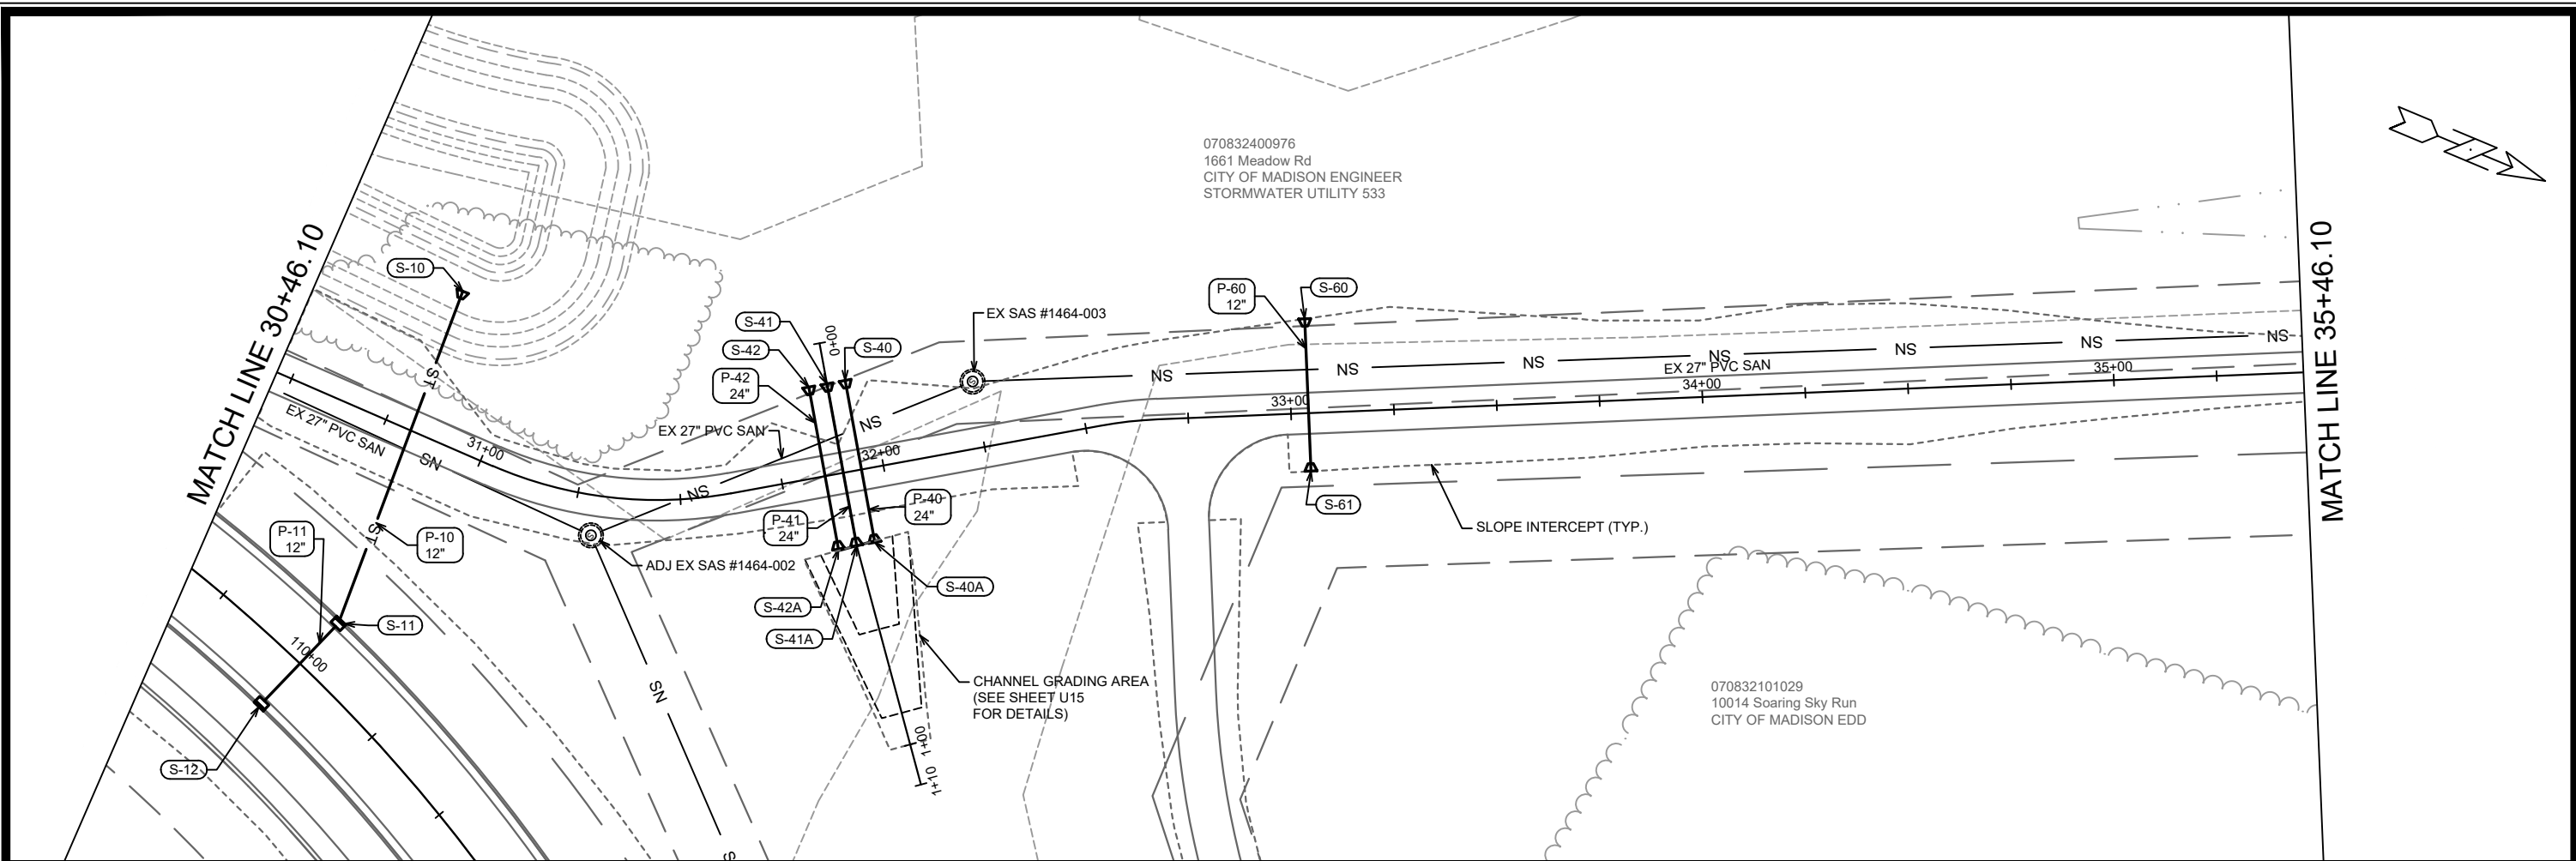 070832400976
1661 Meadow Rd
CITY OF MADISON ENGINEER
STORMWATER UTILITY 533
MATCH LINE 30+46.10
MATCH LINE 35+46.10
S-10
S-41
0+00
S-42
S-40
P-42
24"
EX SAS #1464-003
P-60
12"
S-60
NS
NS
NS
NS
NS
NS
NS
EX 27" PVC SAN
33+00
34+00
35+00
ST
EX 27" PVC SAN
31+00
SN
EX 27" PVC SAN
NS
32+00
NS
P-41
24"
P-40
24"
S-61
SLOPE INTERCEPT (TYP.)
P-11
12"
ST
P-10
12"
ADJ EX SAS #1464-002
S-42A
S-40A
S-41A
S-11
110+00
S-12
NS
CHANNEL GRADING AREA
(SEE SHEET U15
FOR DETAILS)
1+00
1+10
070832101029
10014 Soaring Sky Run
CITY OF MADISON EDD
S